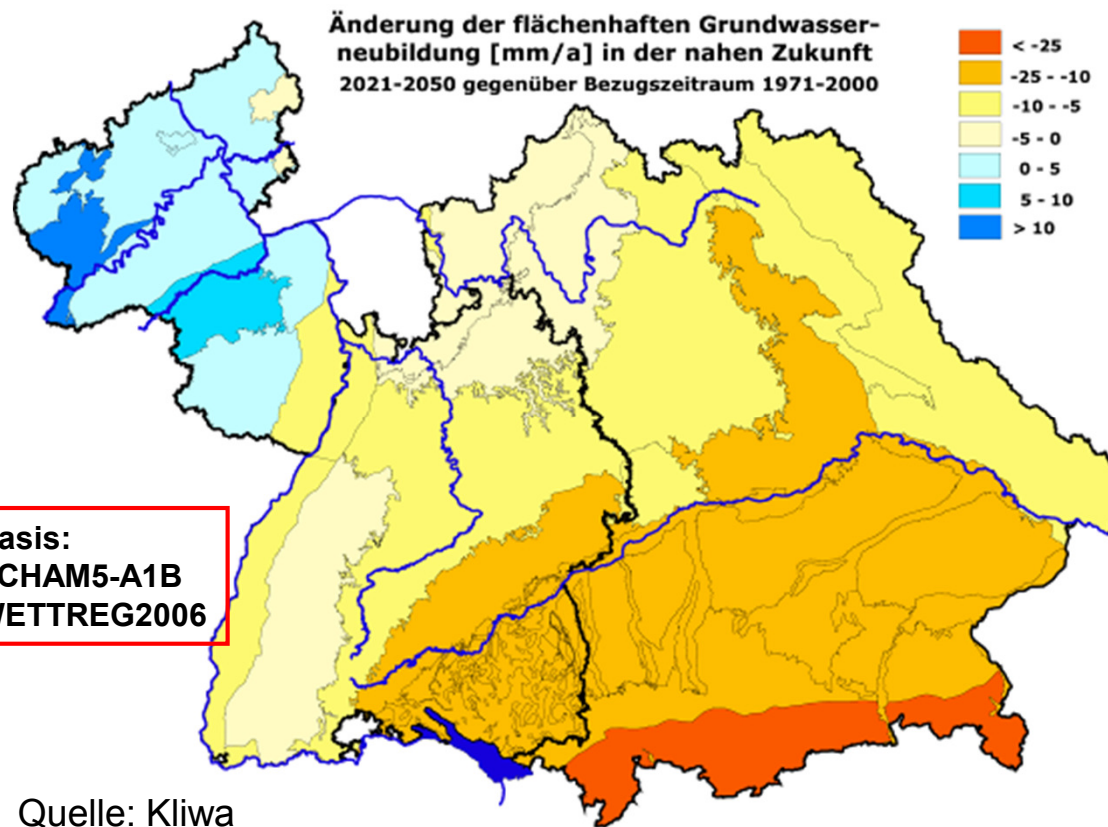 Änderung der flächenhaften Grundwasser-
neubildung [mm/a] in der nahen Zukunft
2021-2050 gegenüber Bezugszeitraum 1971-2000
< -25
-25 - -10
-10 - -5
-5 - 0
0 - 5
5 - 10
> 10
asis:
CHAM5-A1B
WETTREG2006
Quelle: Kliwa